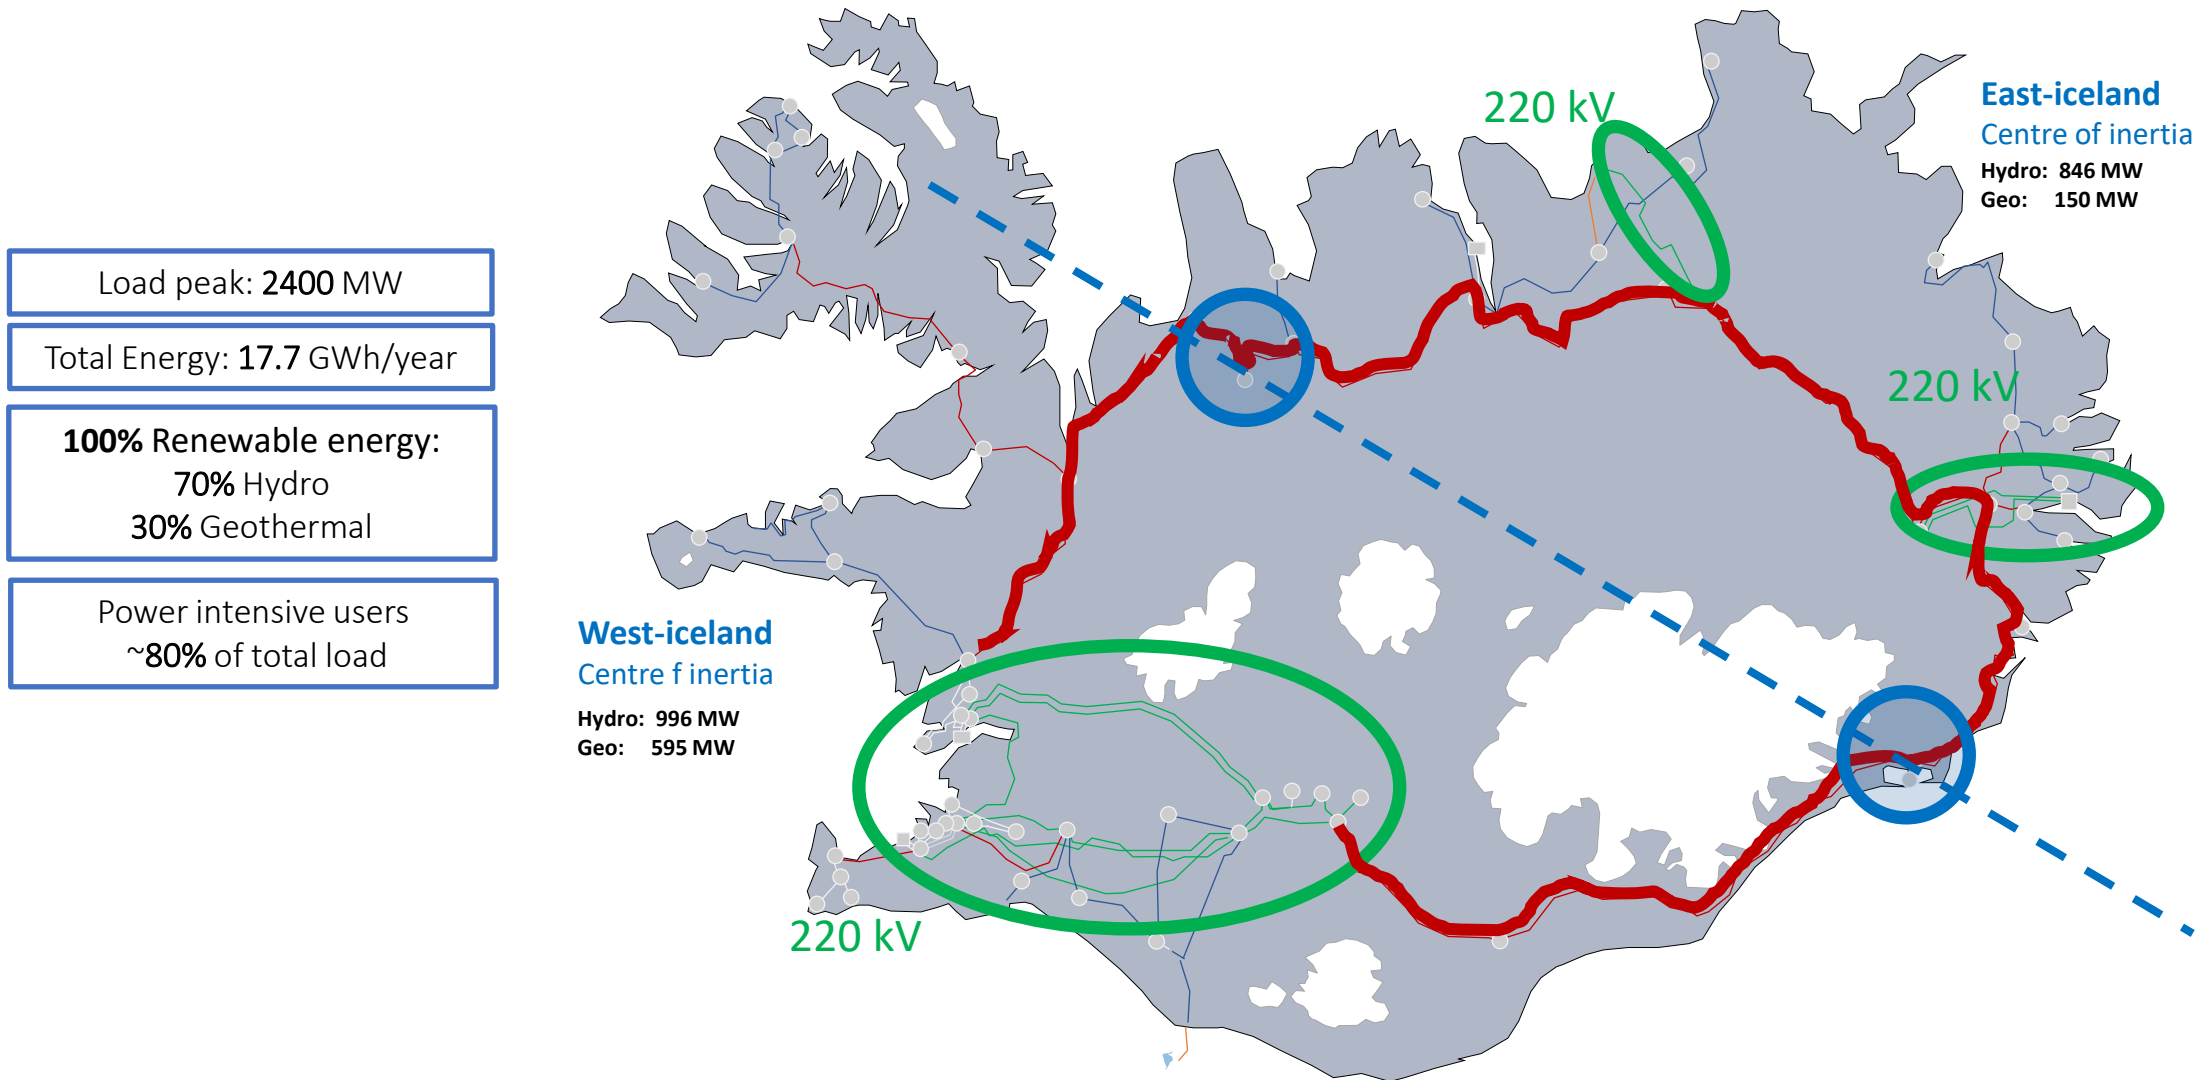 Load peak: 2400 MW
Total Energy: 17.7 GWh/year
100% Renewable energy:
70% Hydro
30% Geothermal
Power intensive users
~80% of total load
220 kV
East-iceland
Centre of inertia
Hydro: 846 MW
Geo: 150 MW
220 kV
West-iceland
Centre f inertia
Hydro: 996 MW
Geo: 595 MW
220 kV